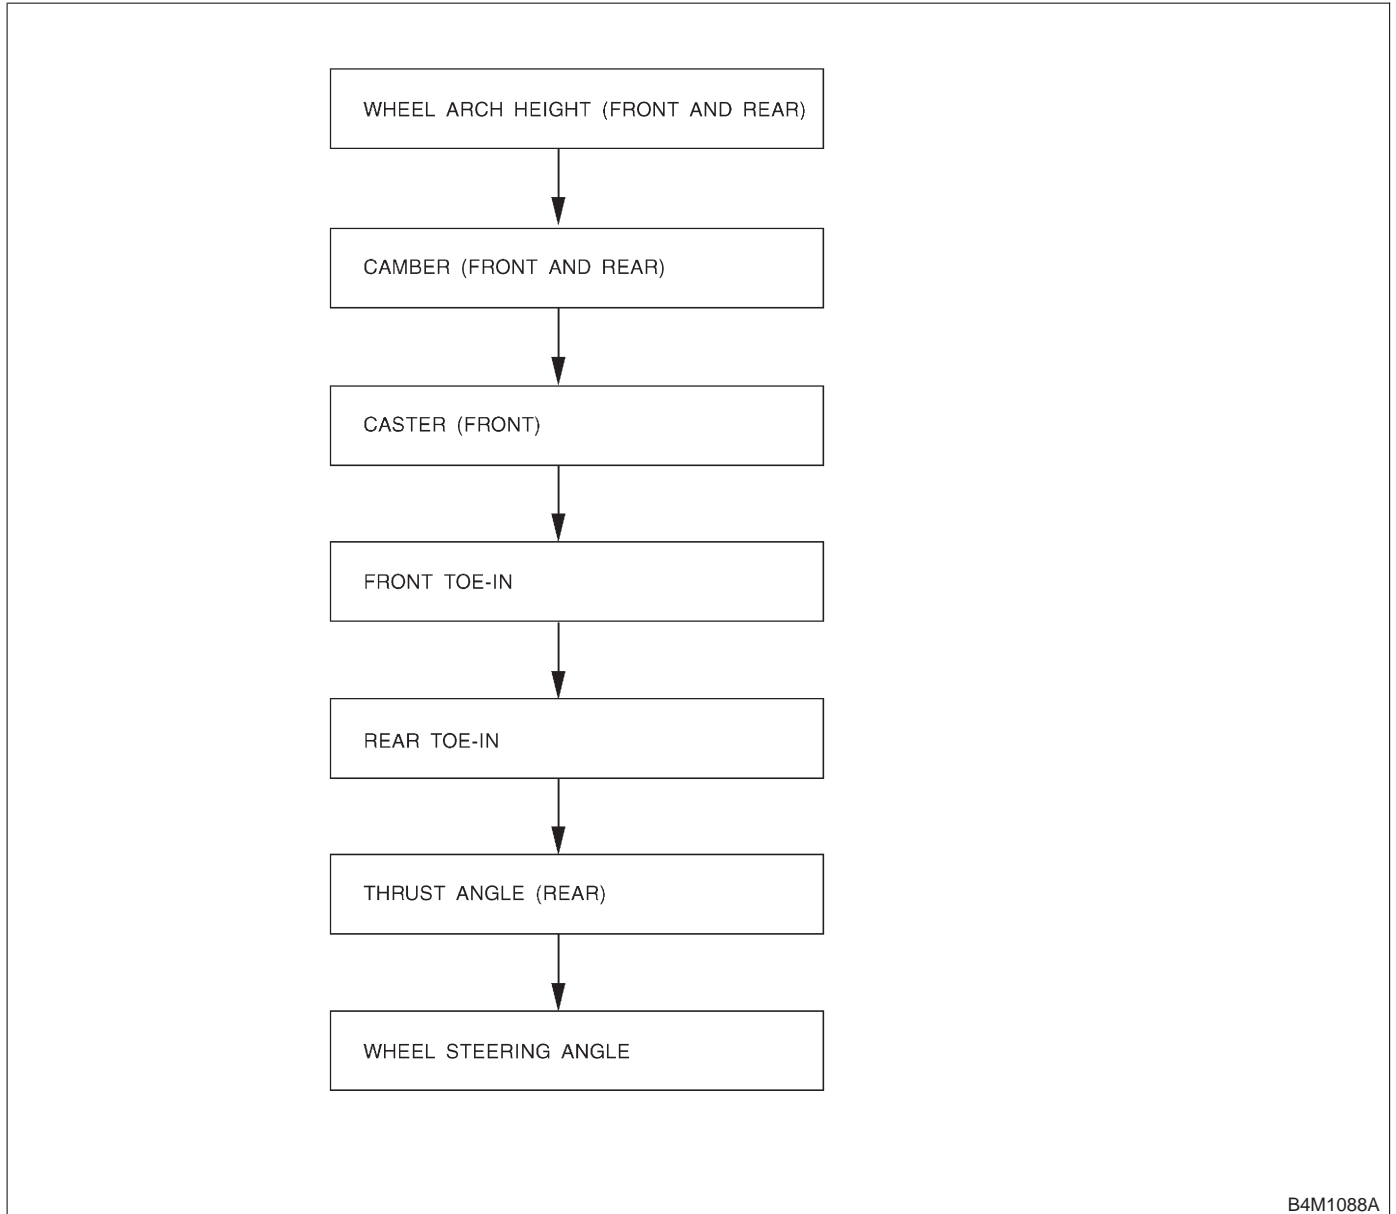 WHEEL ARCH HEIGHT (FRONT AND REAR)
CAMBER (FRONT AND REAR)
CASTER (FRONT)
FRONT TOE-IN
REAR TOE-IN
THRUST ANGLE (REAR)
WHEEL STEERING ANGLE
B4M1088A